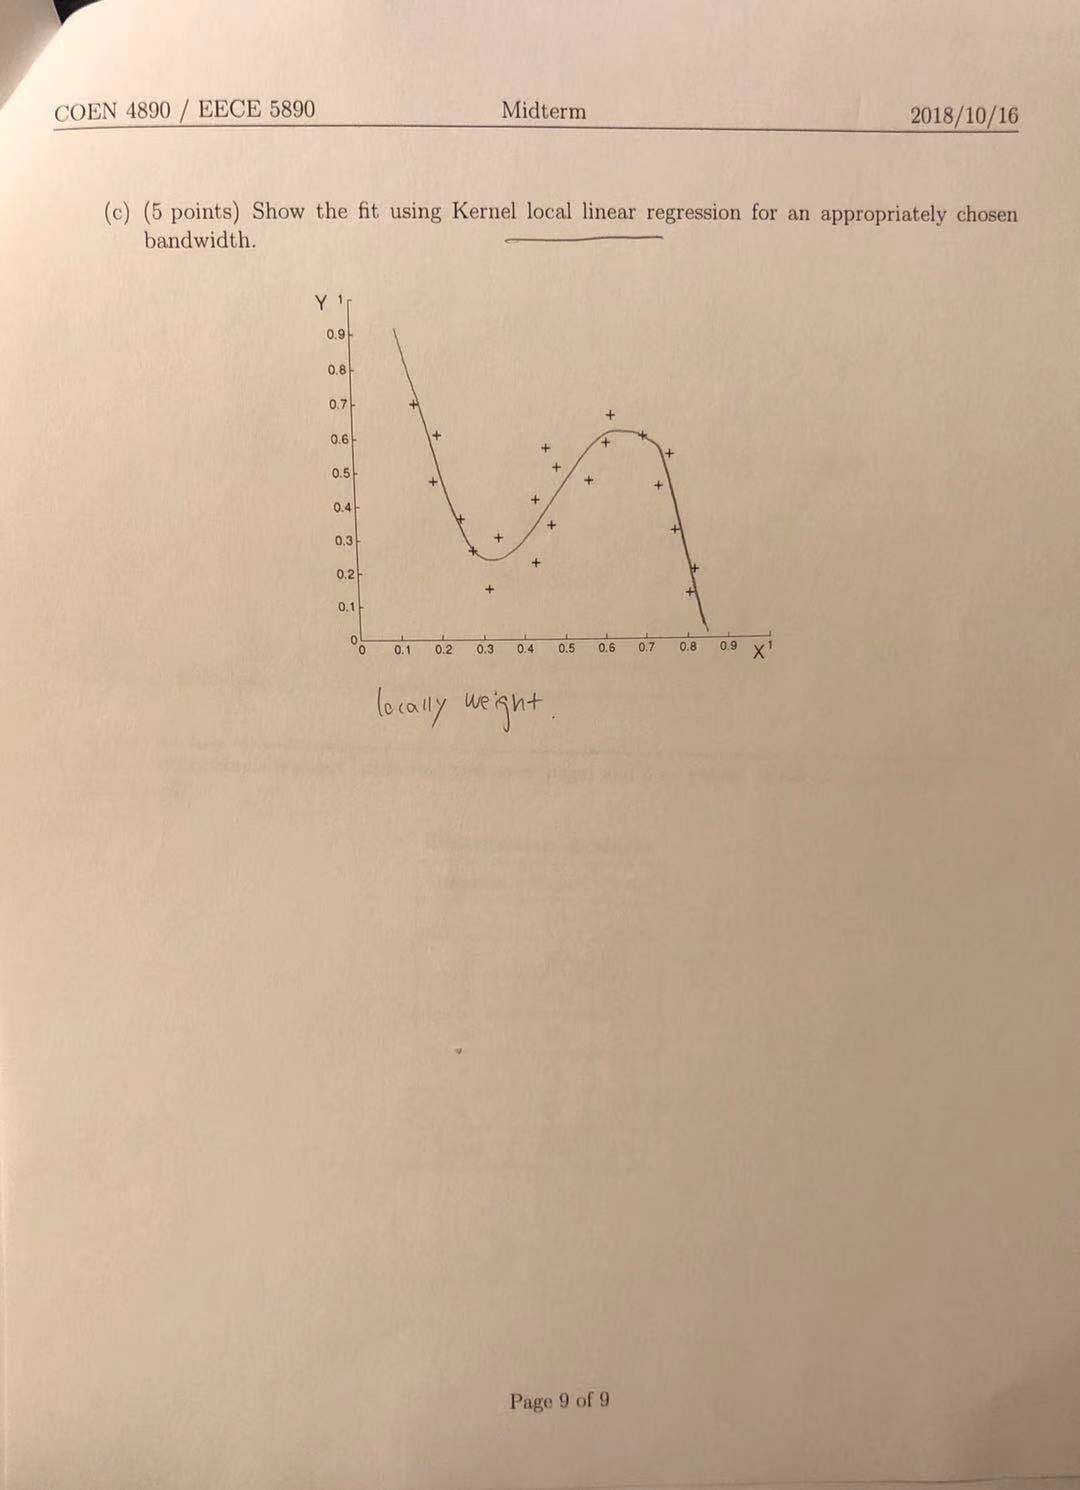 COEN 4890 / EECE 5890 Midterm 2018/10/16
(c) (5 points) Show the fit using Kernel local linear regression for an appropriately chosen
bandwidth.
Y 1
0.9
0.8
0.7
0.6
0.5
0.4
0.3
0.2
0.1
0
0 0.1 0.2 0.3 0.4 0.5 0.6 0.7 0.8 0.9 X 1
locally weight.
Page 9 of 9